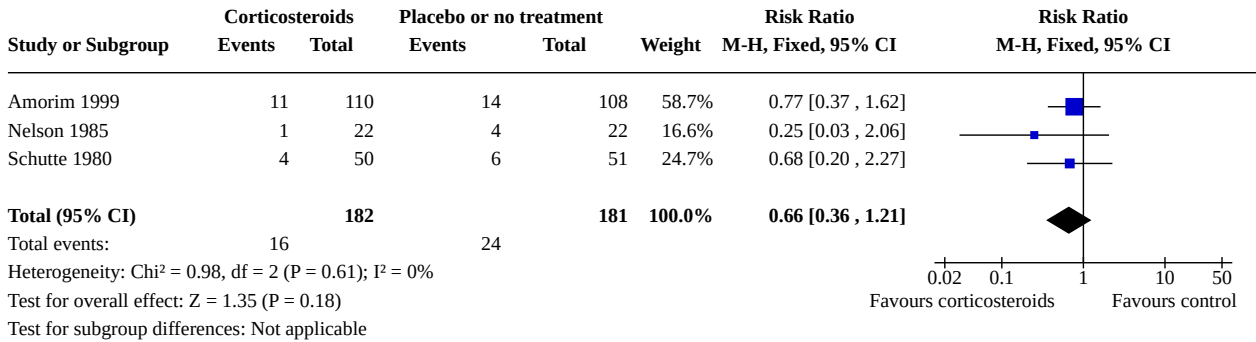 Corticosteroids Placebo or no treatment Risk Ratio Risk Ratio
Study or Subgroup Events Total Events Total Weight M-H, Fixed, 95% CI M-H, Fixed, 95% CI
Amorim 1999 11 110 14 108 58.7% 0.77 [0.37 , 1.62]
Nelson 1985 1 22 4 22 16.6% 0.25 [0.03 , 2.06]
Schutte 1980 4 50 6 51 24.7% 0.68 [0.20 , 2.27]
Total (95% CI) 182 181 100.0% 0.66 [0.36 , 1.21]
Total events: 16 24
Heterogeneity: Chi² = 0.98, df = 2 (P = 0.61); I² = 0%
0.02 0.1 1 10 50
Test for overall effect: Z = 1.35 (P = 0.18)
Favours corticosteroids Favours control
Test for subgroup differences: Not applicable